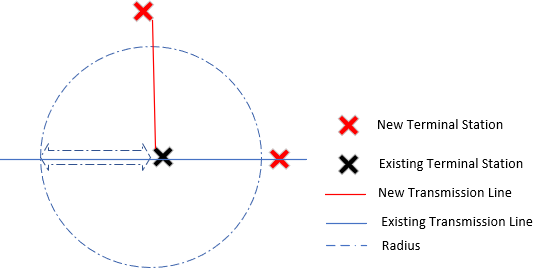 New Terminal Station
Existing Terminal Station
New Transmission Line
Existing Transmission Line
Radius